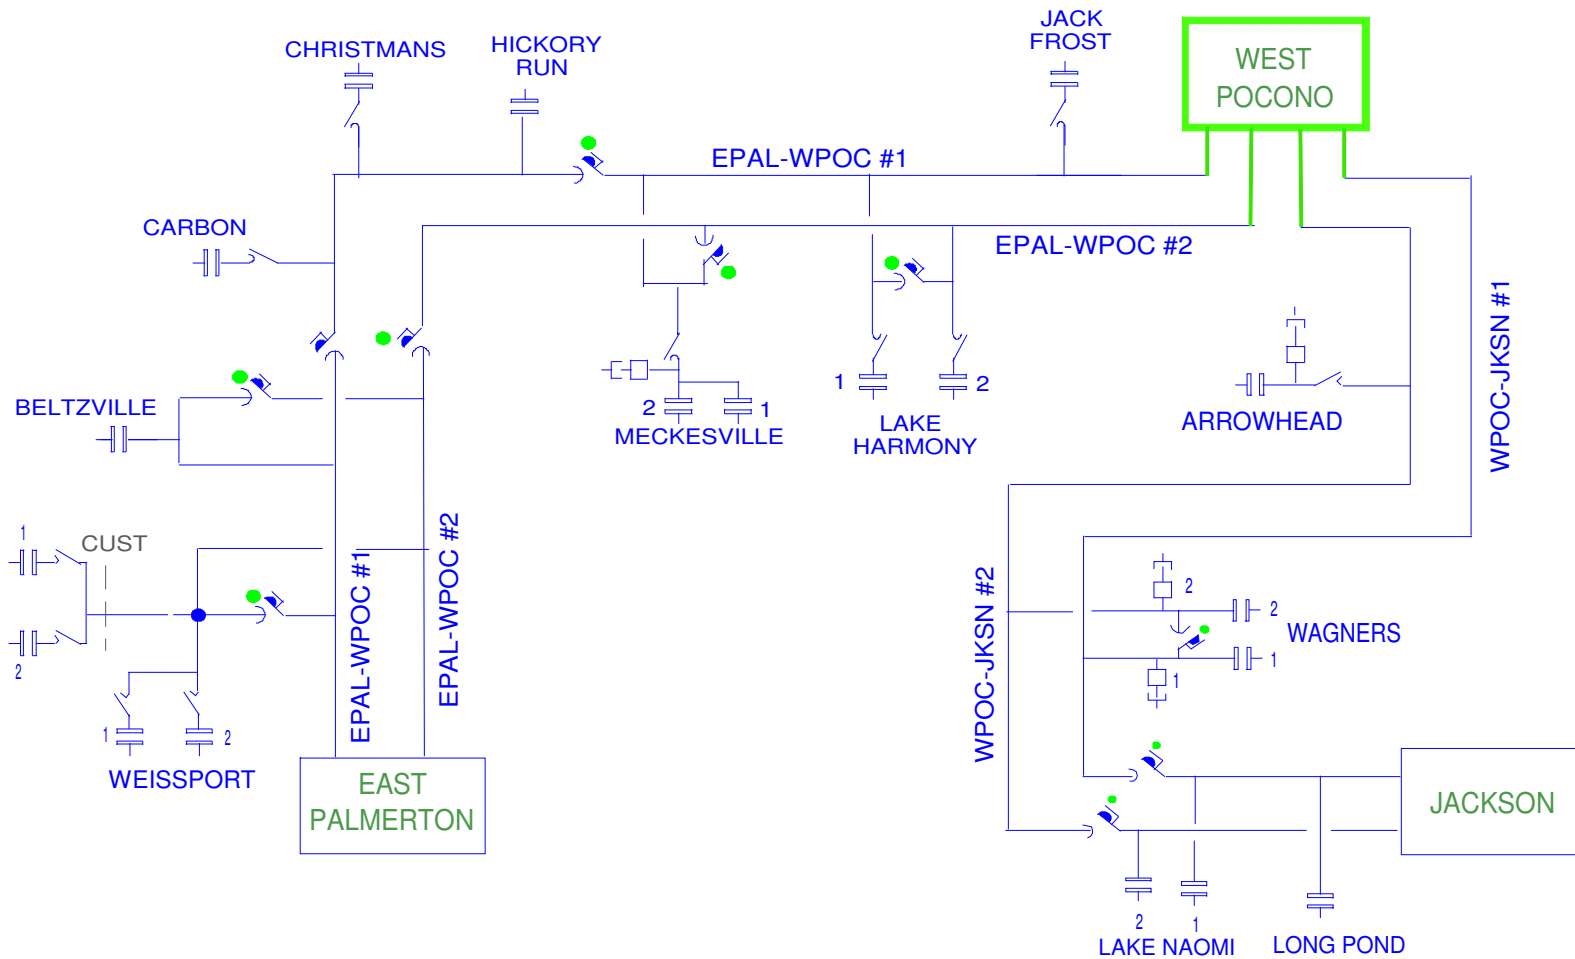 CHRISTMANS
HICKORY
RUN
JACK
FROST
WEST
POCONO
EPAL-WPOC #1
CARBON
EPAL-WPOC #2
WPOC-JKSN #1
BELTZVILLE
1
2
2
1
MECKESVILLE
LAKE
HARMONY
ARROWHEAD
1
CUST
2
EPAL-WPOC #1
EPAL-WPOC #2
WPOC-JKSN #2
2
2
WAGNERS
1
1
1
2
WEISSPORT
EAST
PALMERTON
JACKSON
2
1
LAKE NAOMI
LONG POND